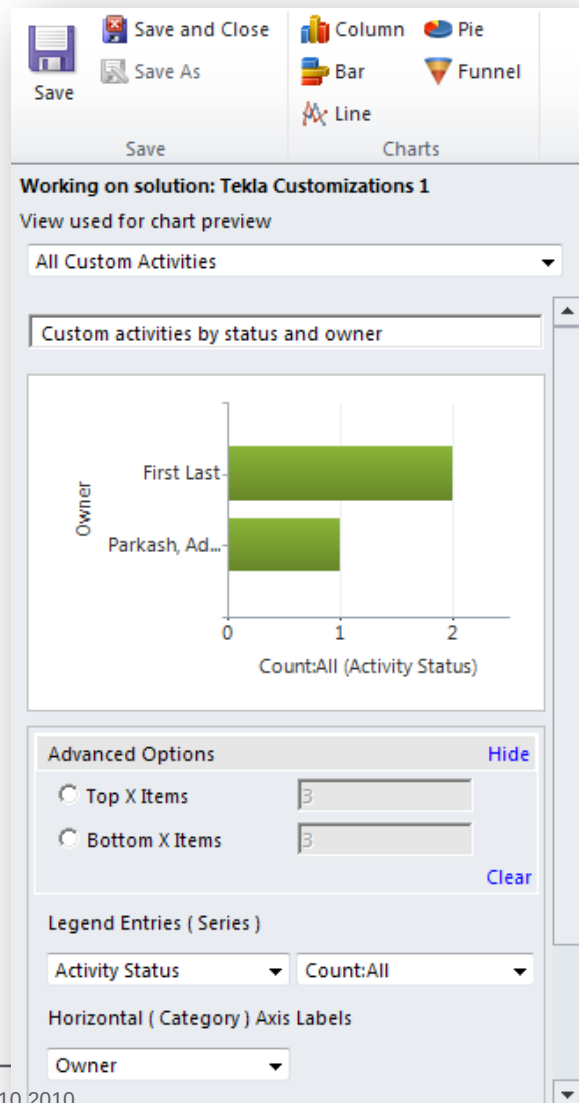 Save and Close
Save As
Save
Column
Pie
Bar
Funnel
Line
Save
Charts
Working on solution: Tekla Customizations 1
View used for chart preview
All Custom Activities
Custom activities by status and owner
Owner
First Last
Parkash, Ad...
0 1 2
Count:All (Activity Status)
Advanced Options Hide
Top X Items 3
Bottom X Items 3
Clear
Legend Entries ( Series )
Activity Status Count:All
Horizontal ( Category ) Axis Labels
Owner
10.2010